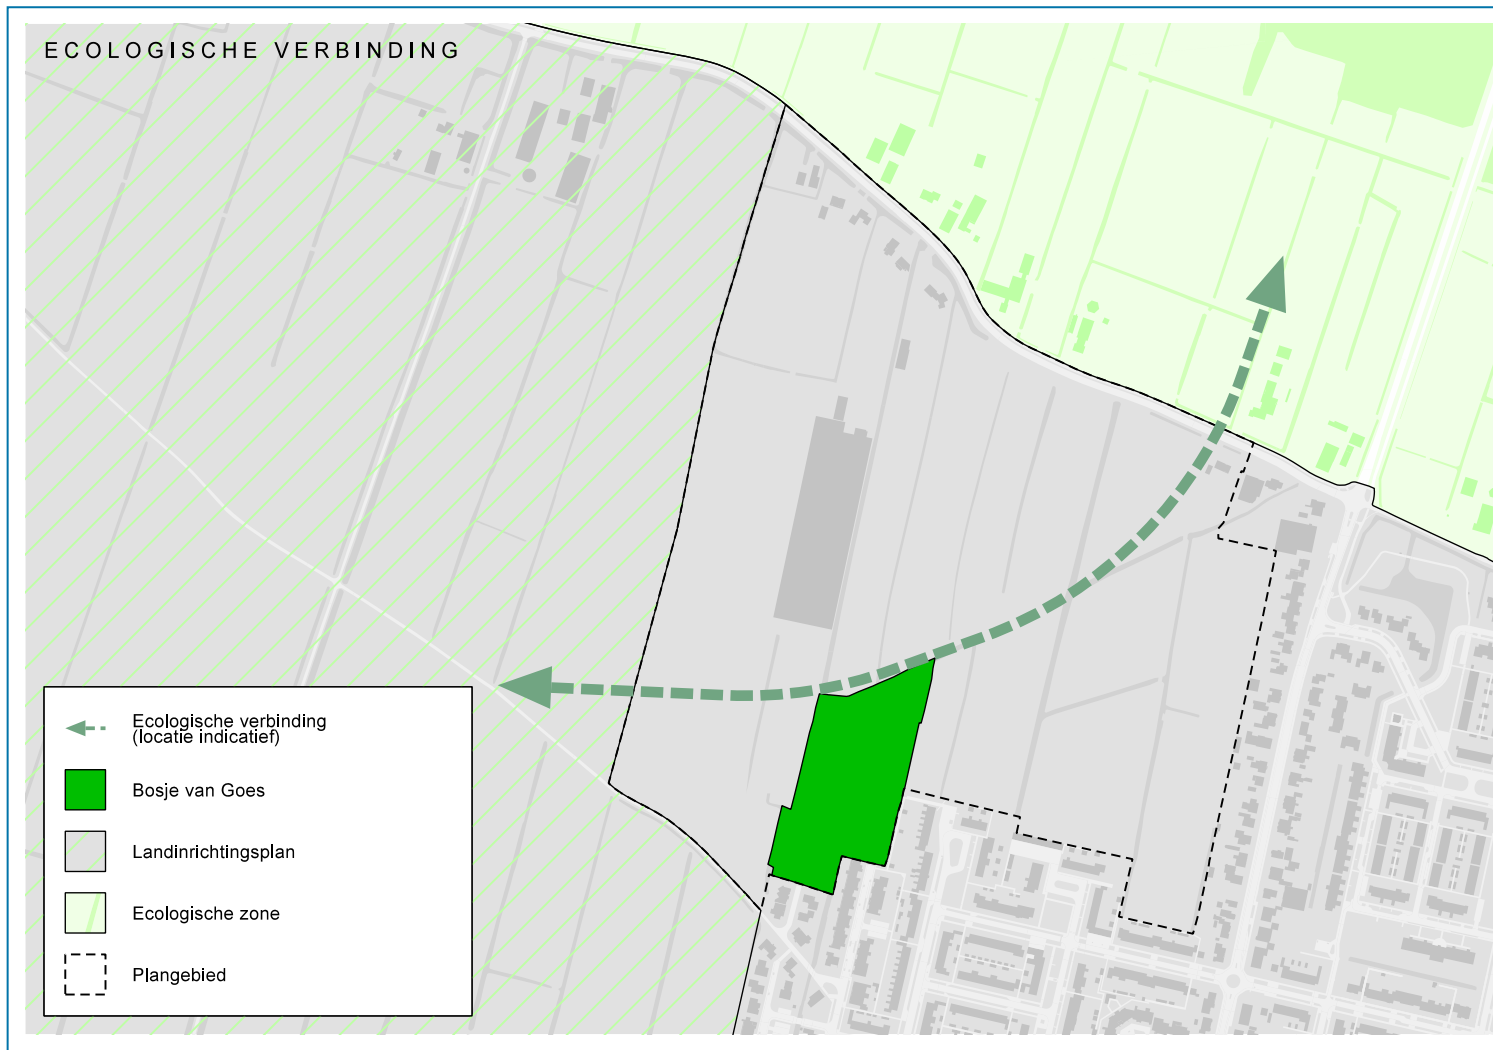 ECOLOGISCHE VERBINDING
Ecologische verbinding
(locatie indicatief)
Bosje van Goes
Landinrichtingsplan
Ecologische zone
Plangebied